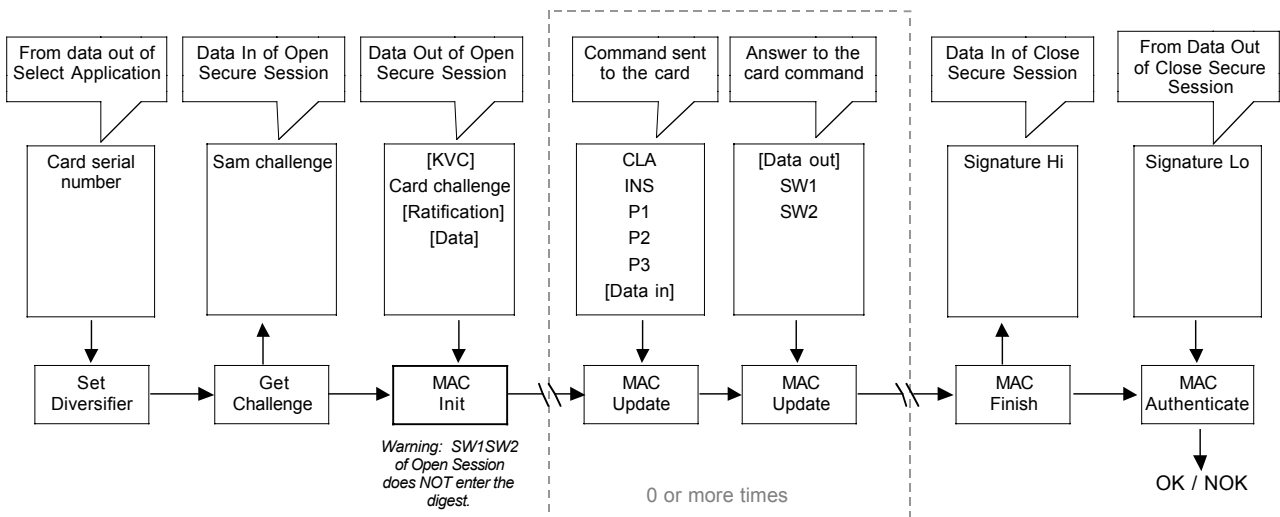 From data out of
Select Application
Data In of Open
Secure Session
Data Out of Open
Secure Session
Command sent
to the card
Answer to the
card command
Data In of Close
Secure Session
From Data Out
of Close Secure
Session
Card serial
number
Sam challenge
[KVC]
Card challenge
[Ratification]
[Data]
CLA
INS
P1
P2
P3
[Data in]
[Data out]
SW1
SW2
Signature Hi
Signature Lo
Set
Diversifier
Get
Challenge
MAC
Init
MAC
Update
MAC
Update
MAC
Finish
MAC
Authenticate
Warning: SW1SW2
of Open Session
does NOT enter the
digest.
0 or more times
OK / NOK